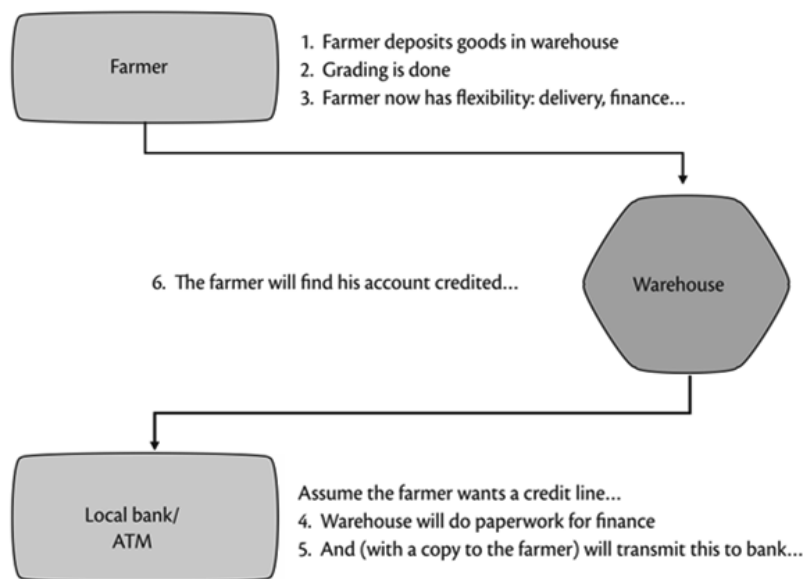 Farmer
1. Farmer deposits goods in warehouse
2. Grading is done
3. Farmer now has flexibility: delivery, finance...
6. The farmer will find his account credited...
Warehouse
Local bank/
ATM
Assume the farmer wants a credit line...
4. Warehouse will do paperwork for finance
5. And (with a copy to the farmer) will transmit this to bank...